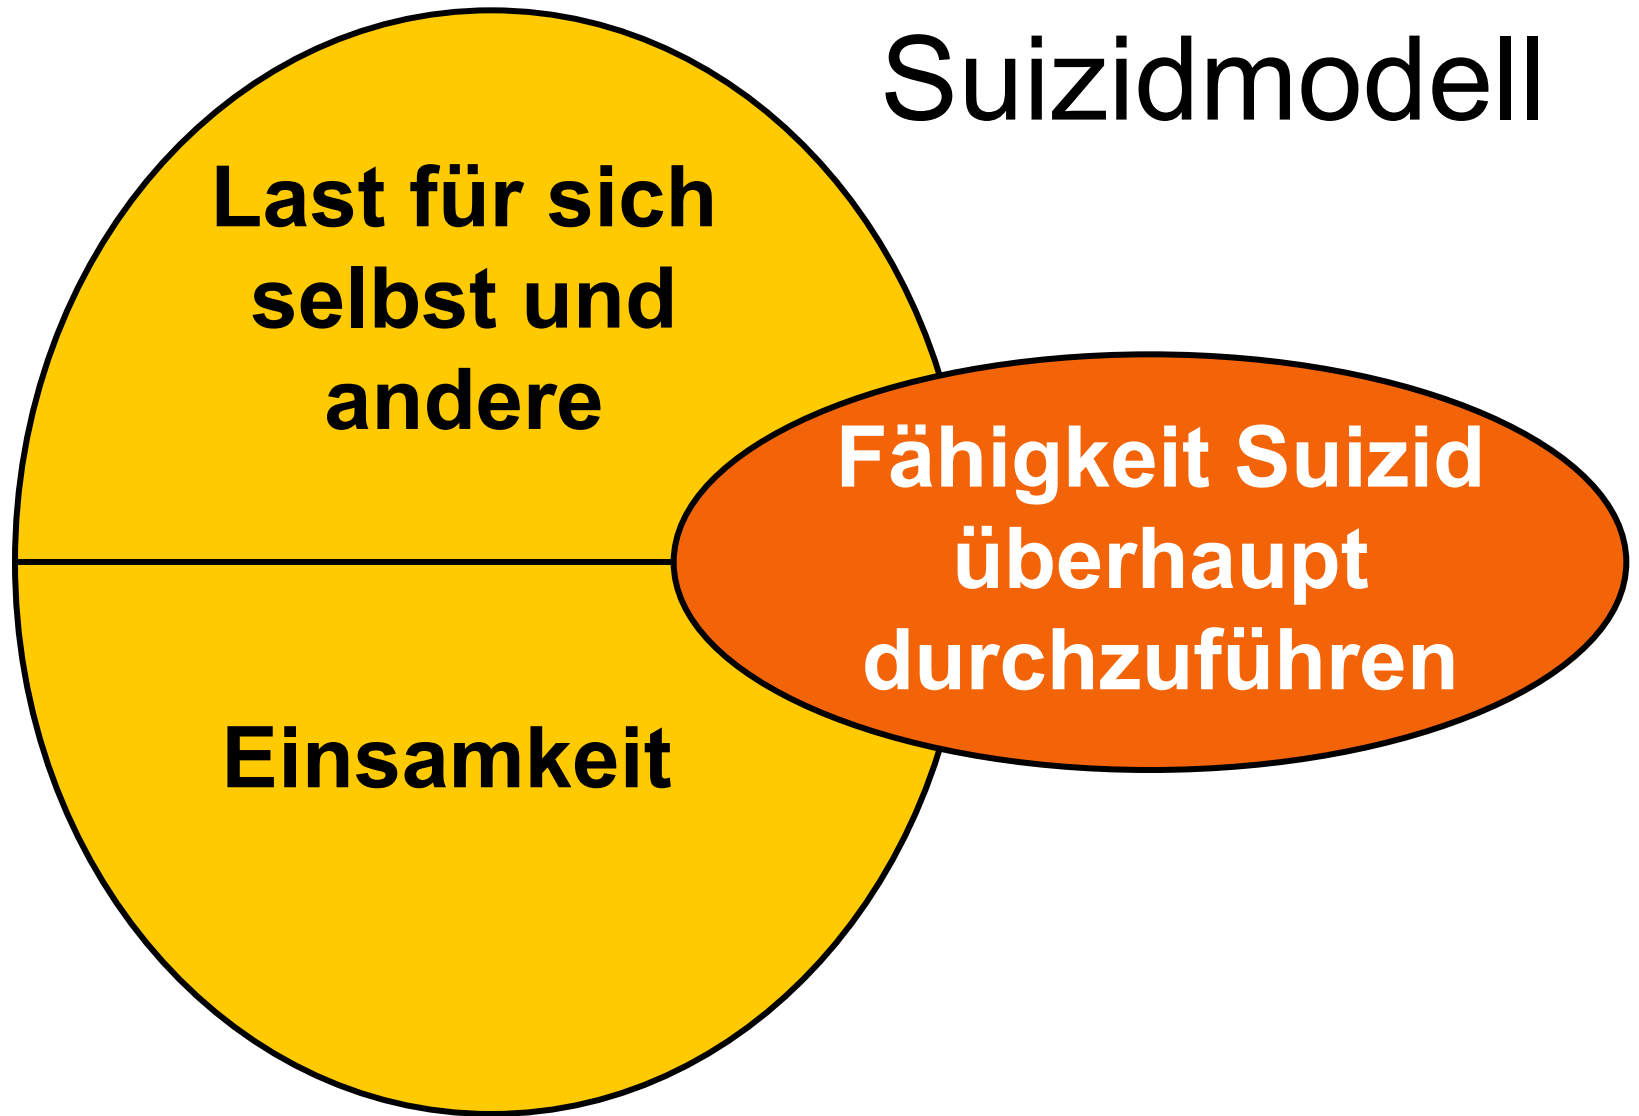 Suizidmodell
Last für sich
selbst und
andere
Fähigkeit Suizid
überhaupt
durchzuführen
Einsamkeit